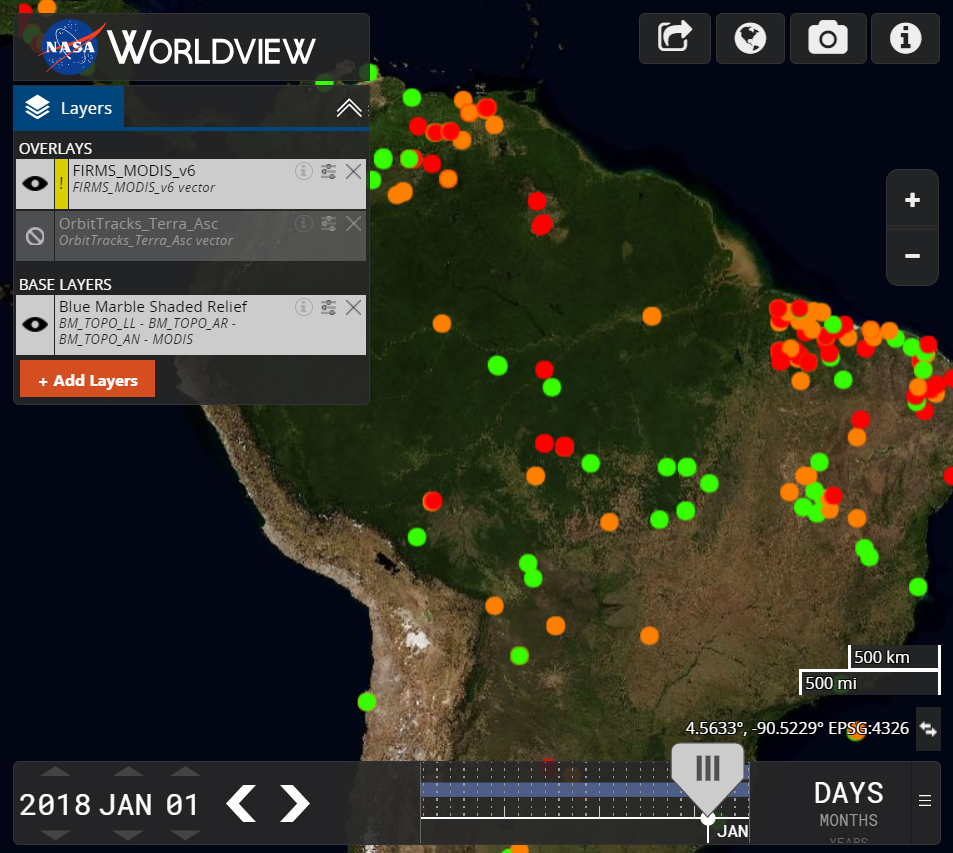 NASA WORLDVIEW
Layers
OVERLAYS
! FIRMS_MODIS_v6
FIRMS_MODIS_v6 vector
OrbitTracks_Terra_Asc
OrbitTracks_Terra_Asc vector
BASE LAYERS
Blue Marble Shaded Relief
BM_TOPO_LL - BM_TOPO_AR -
BM_TOPO_AN - MODIS
+ Add Layers
+
−
500 km
500 mi
4.5633°, -90.5229° EPSG:4326
2018 JAN 01
JAN
DAYS
MONTHS
YEARS